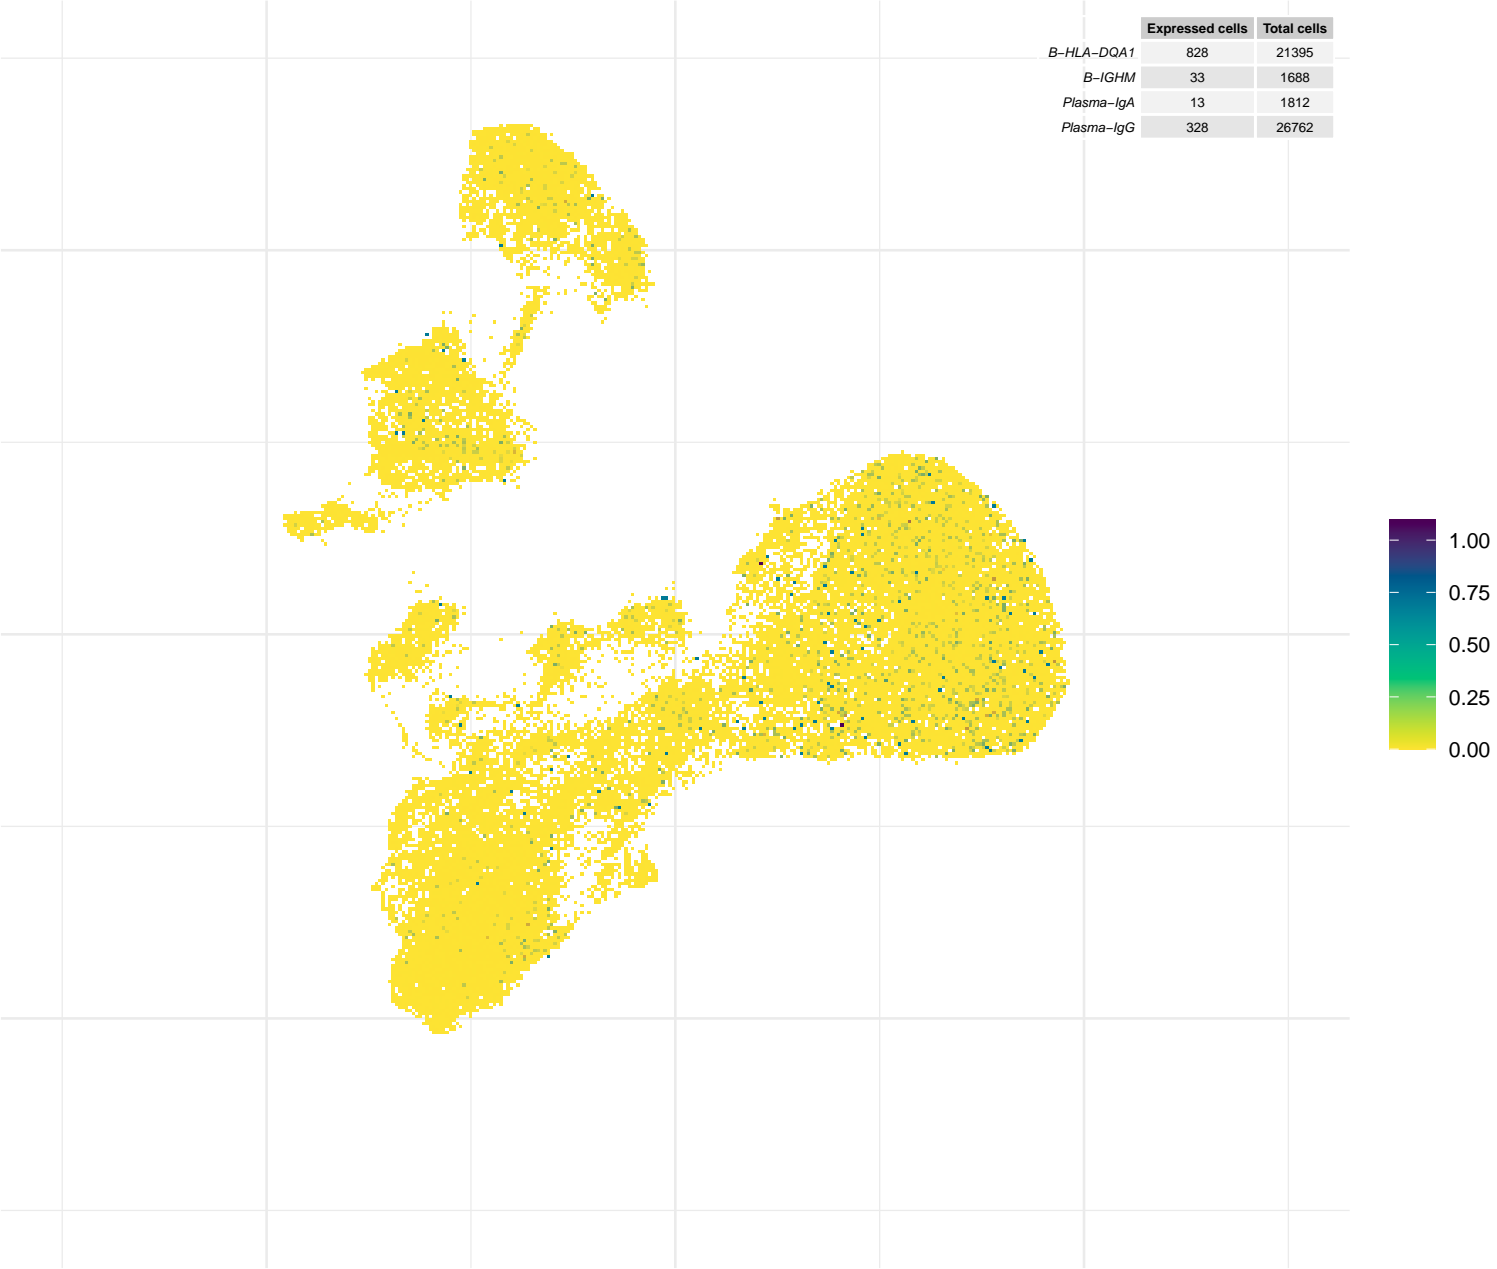 Expressed cells Total cells
B−HLA−DQA1 828 21395
B−IGHM 33 1688
Plasma−IgA 13 1812
Plasma−IgG 328 26762
1.00
0.75
0.50
0.25
0.00